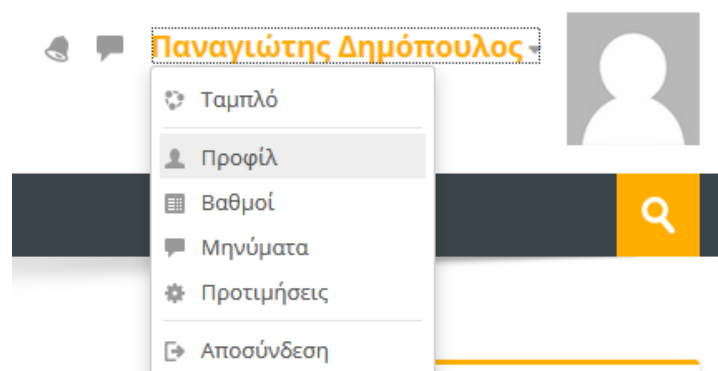 Παναγιώτης Δημόπουλος
Ταμπλό
Προφίλ
Βαθμοί
Μηνύματα
Προτιμήσεις
Αποσύνδεση